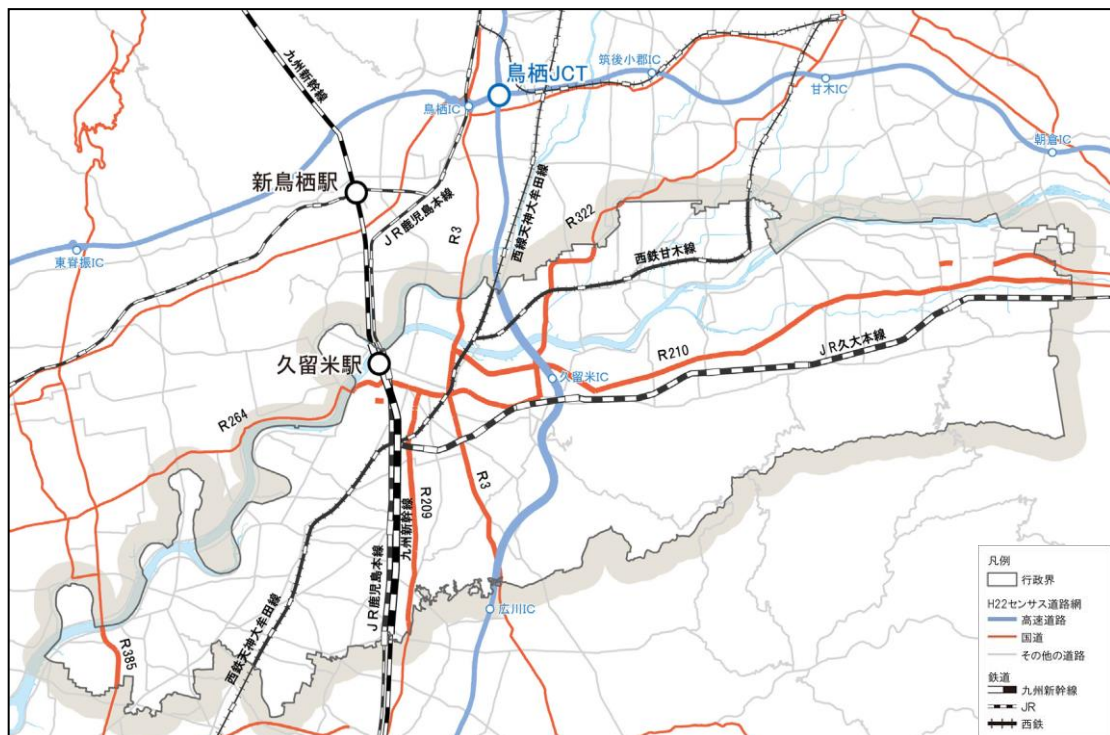 九州新幹線
鳥栖JCT
筑後小郡IC
鳥栖IC
甘木IC
朝倉IC
新鳥栖駅
JR鹿児島本線
R3
西線天神大牟田線
R322
東脊振IC
西鉄甘木線
久留米駅
R210
JR久大本線
久留米IC
R264
R209
R3
九州新幹線
JR鹿児島本線
西鉄天神大牟田線
広川IC
R385
凡例
行政界
H22センサス道路網
高速道路
国道
その他の道路
鉄道
九州新幹線
JR
西鉄